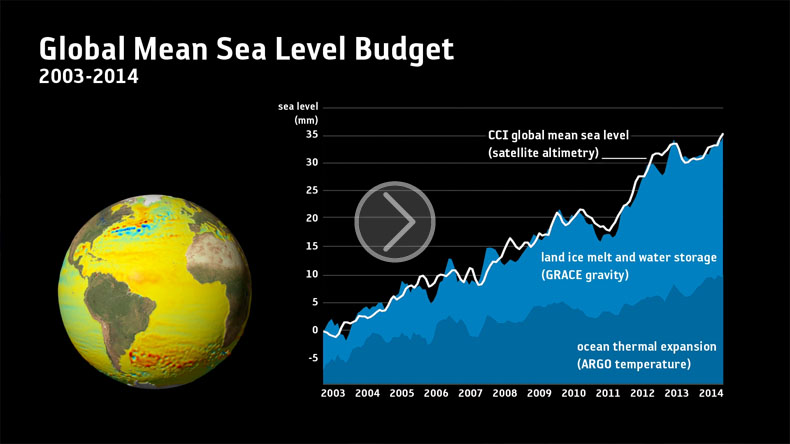 Global Mean Sea Level Budget
2003-2014
sea level
(mm)
35
30
25
20
15
10
5
0
-5
CCI global mean sea level
(satellite altimetry)
land ice melt and water storage
(GRACE gravity)
ocean thermal expansion
(ARGO temperature)
2003 2004 2005 2006 2007 2008 2009 2010 2011 2012 2013 2014